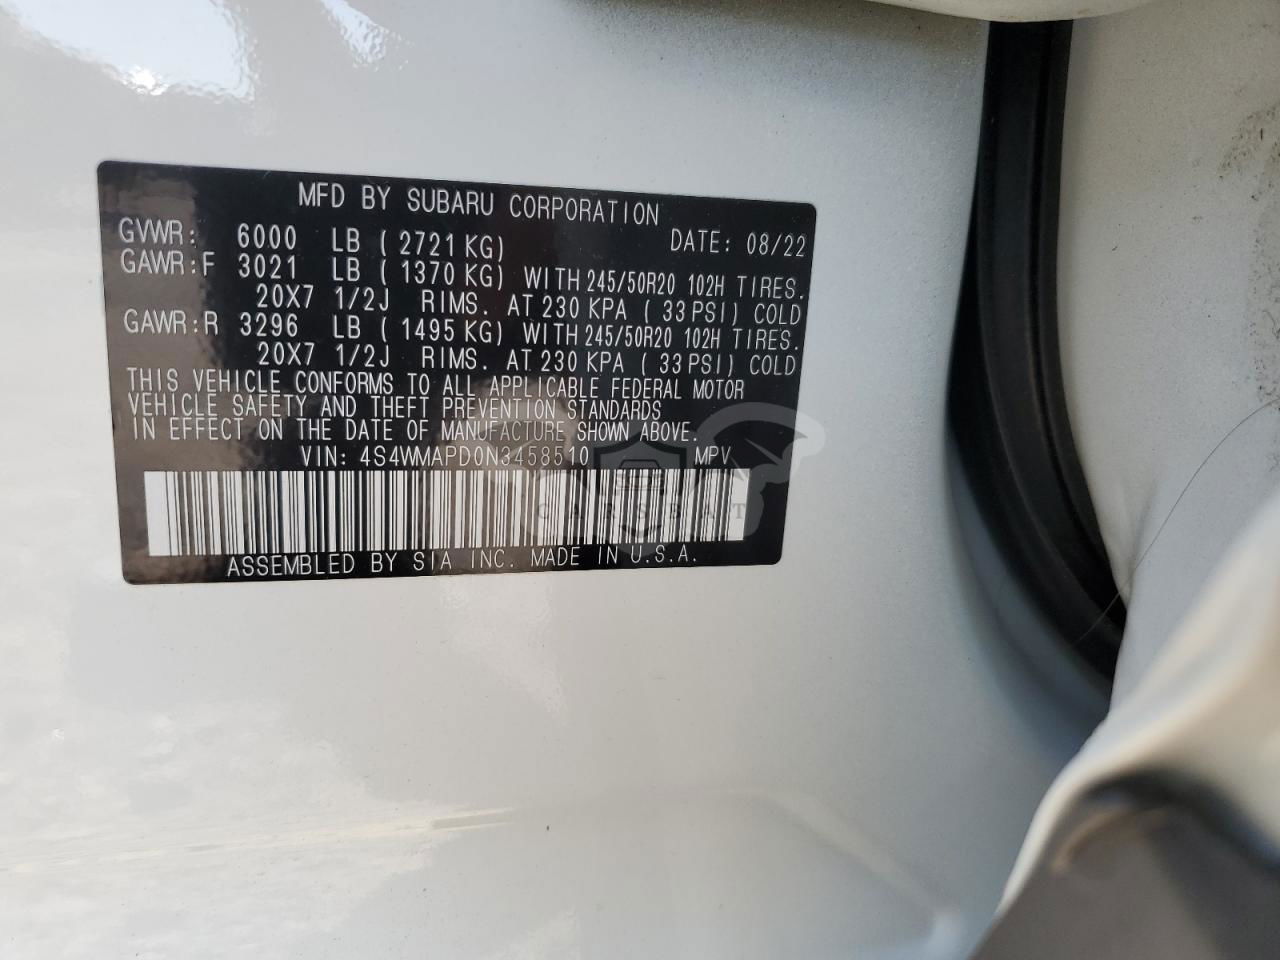 MFD BY SUBARU CORPORATION
GVWR: 6000 LB ( 2721 KG) DATE: 08/22
GAWR:F 3021 LB ( 1370 KG) WITH 245/50R20 102H TIRES.
20X7 1/2J RIMS. AT 230 KPA ( 33 PSI) COLD
GAWR:R 3296 LB ( 1495 KG) WITH 245/50R20 102H TIRES.
20X7 1/2J RIMS. AT 230 KPA ( 33 PSI) COLD
THIS VEHICLE CONFORMS TO ALL APPLICABLE FEDERAL MOTOR
VEHICLE SAFETY AND THEFT PREVENTION STANDARDS
IN EFFECT ON THE DATE OF MANUFACTURE SHOWN ABOVE.
VIN: 4S4WMAPD0N3458510 MPV
CARSBAT
ASSEMBLED BY SIA INC. MADE IN U.S.A.